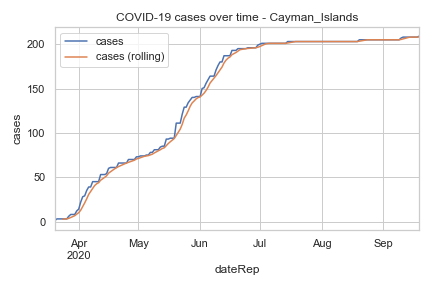 COVID-19 cases over time - Cayman_Islands
cases
cases (rolling)
200
150
100
50
0
cases
Apr
2020
May
Jun
Jul
Aug
Sep
dateRep